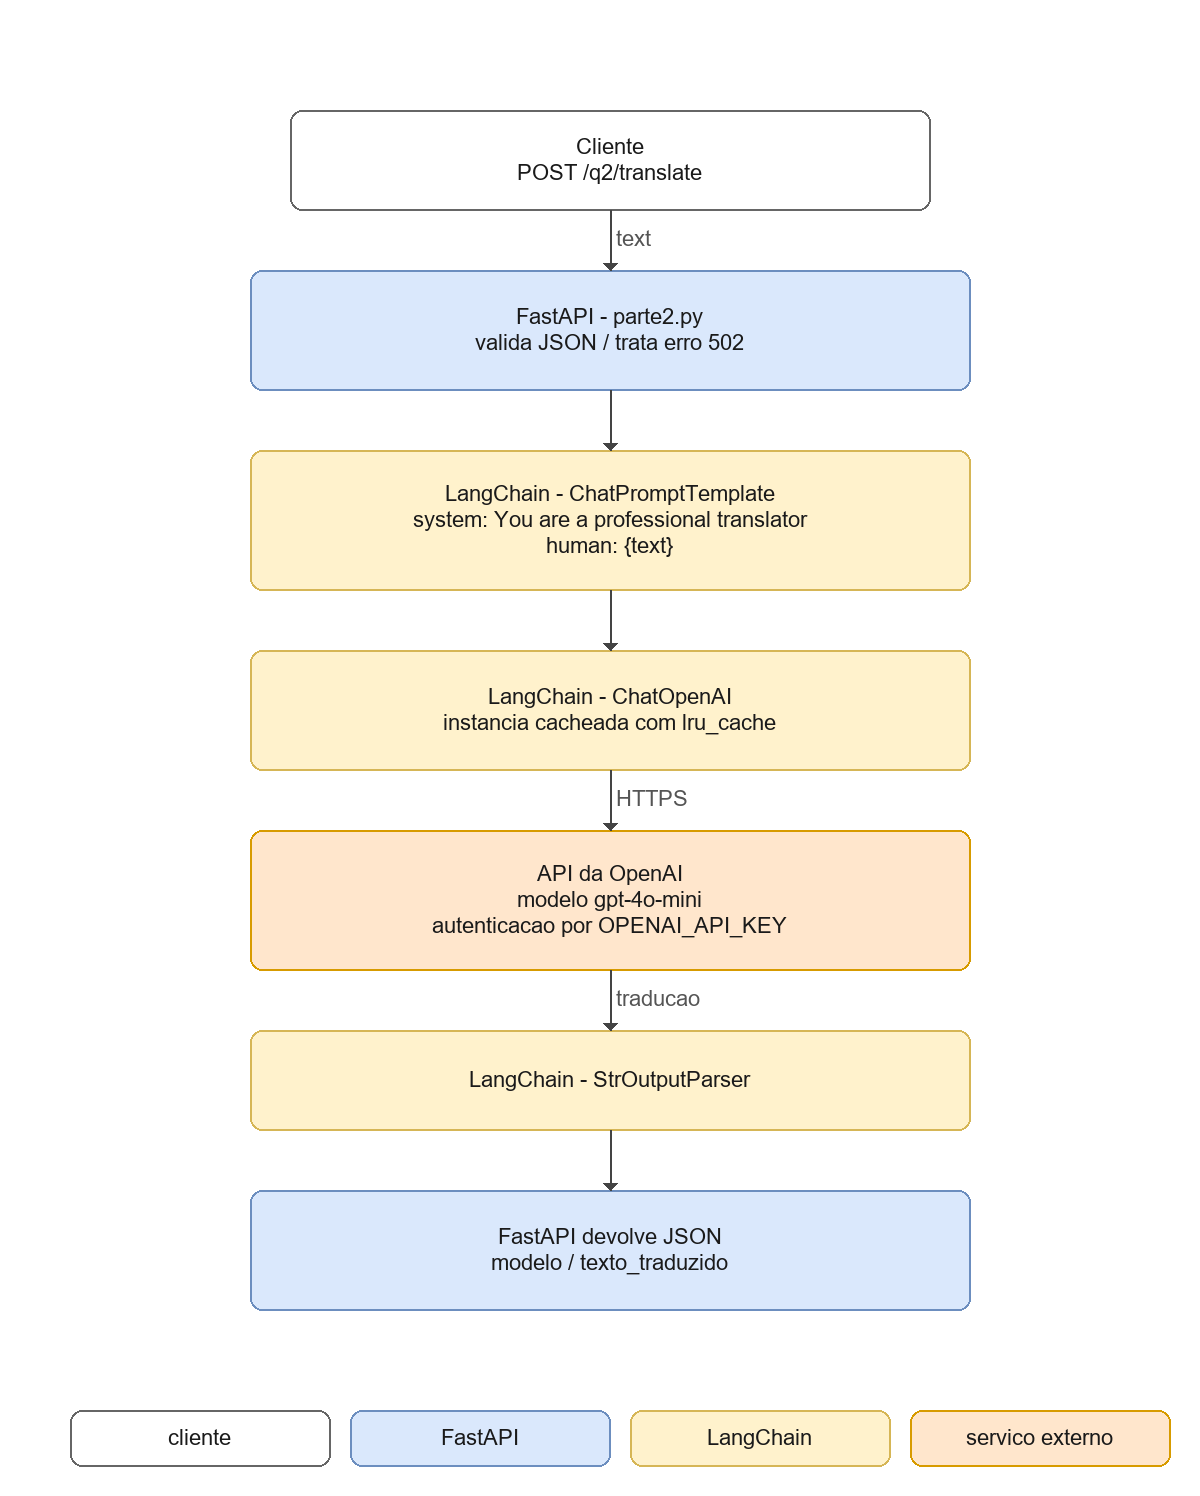 Cliente
POST /q2/translate
text
FastAPI - parte2.py
valida JSON / trata erro 502
LangChain - ChatPromptTemplate
system: You are a professional translator
human: {text}
LangChain - ChatOpenAI
instancia cacheada com lru_cache
HTTPS
API da OpenAI
modelo gpt-4o-mini
autenticacao por OPENAI_API_KEY
traducao
LangChain - StrOutputParser
FastAPI devolve JSON
modelo / texto_traduzido
cliente
FastAPI
LangChain
servico externo